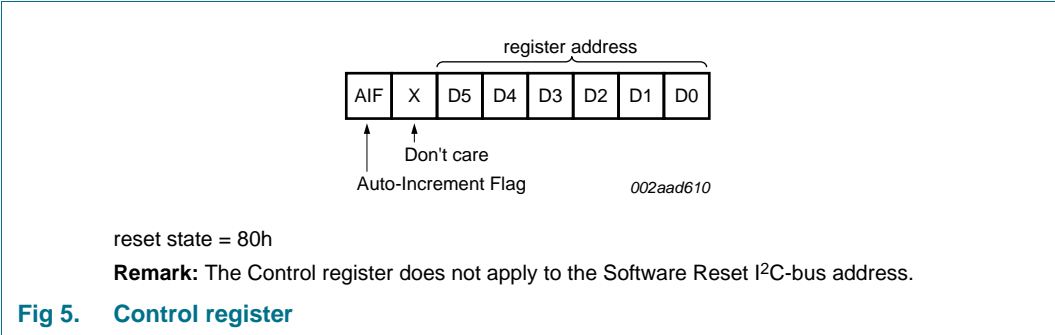 register address
AIF X D5 D4 D3 D2 D1 D0
Don't care
Auto-Increment Flag 002aad610
reset state = 80h
Remark: The Control register does not apply to the Software Reset I²C-bus address.
Fig 5. Control register